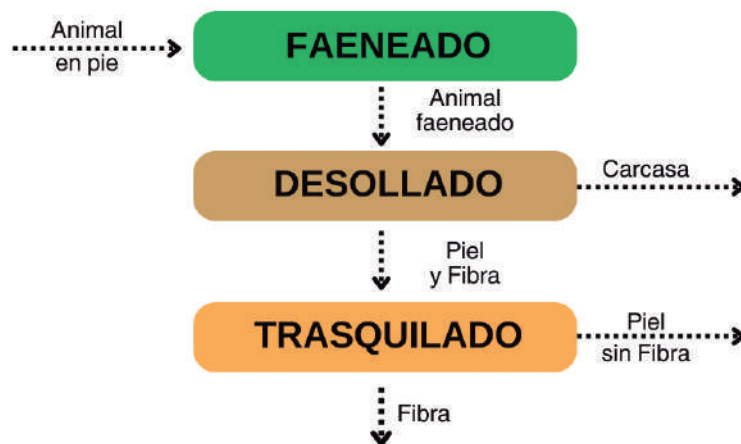 Animal
en pie
FAENEADO
Animal
faeneado
DESOLLADO
Carcasa
Piel
y Fibra
TRASQUILADO
Piel
sin Fibra
Fibra